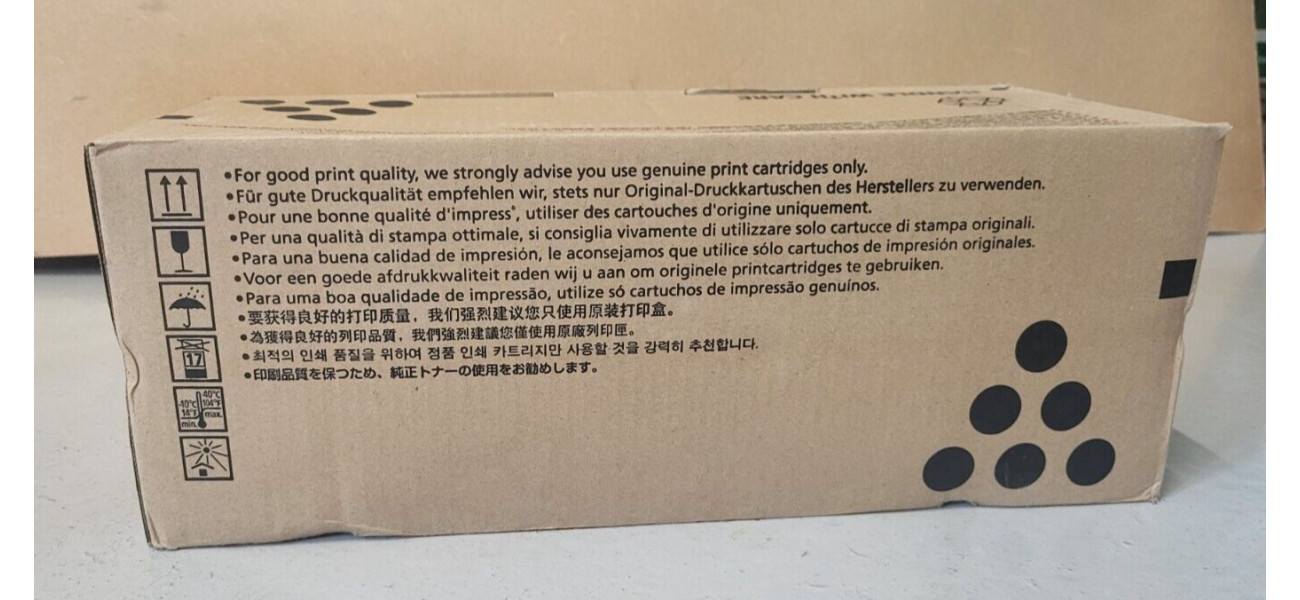 HANDLE WITH CARE
•For good print quality, we strongly advise you use genuine print cartridges only.
•Für gute Druckqualität empfehlen wir, stets nur Original-Druckkartuschen des Herstellers zu verwenden.
•Pour une bonne qualité d'impress°, utiliser des cartouches d'origine uniquement.
•Per una qualità di stampa ottimale, si consiglia vivamente di utilizzare solo cartucce di stampa originali.
•Para una buena calidad de impresión, le aconsejamos que utilice sólo cartuchos de impresión originales.
•Voor een goede afdrukkwaliteit raden wij u aan om originele printcartridges te gebruiken.
•Para uma boa qualidade de impressão, utilize só cartuchos de impressão genuínos.
•要获得良好的打印质量，我们强烈建议您只使用原装打印盒。
•為獲得良好的列印品質，我們強烈建議您僅使用原廠列印匣。
•최적의 인쇄 품질을 위하여 정품 인쇄 카트리지만 사용할 것을 강력히 추천합니다.
•印刷品質を保つため、純正トナーの使用をお勧めします。
17
40°C
-10°C 104°F
14°F max.
min.